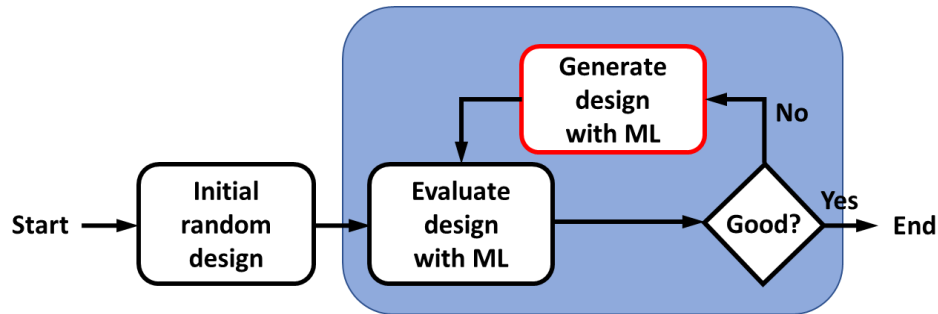 Start
Initial
random
design
Evaluate
design
with ML
Generate
design
with ML
Good?
No
Yes
End